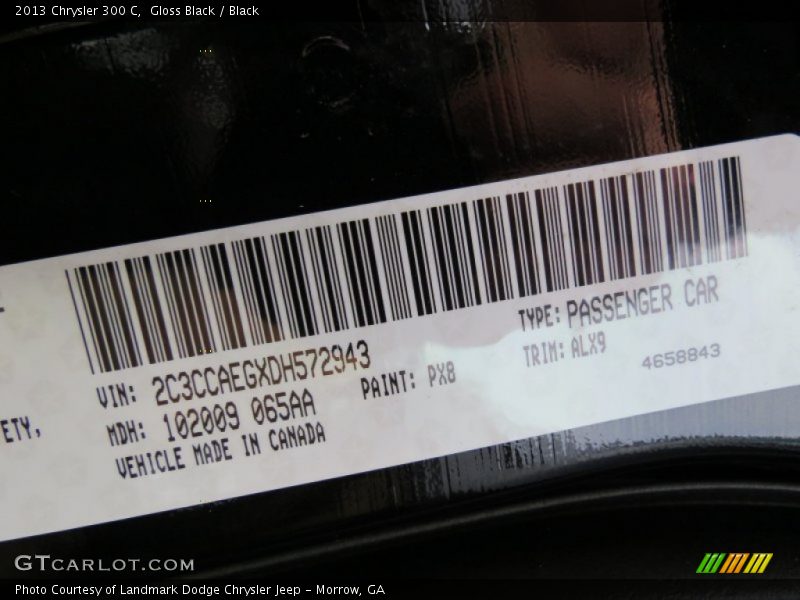 2013 Chrysler 300 C, Gloss Black / Black
VIN: 2C3CCAEGXDH572943
TYPE: PASSENGER CAR
MDH: 102009 065AA
PAINT: PX8
TRIM: ALX9
4658843
ETY,
VEHICLE MADE IN CANADA
GTCARLOT.COM
Photo Courtesy of Landmark Dodge Chrysler Jeep - Morrow, GA